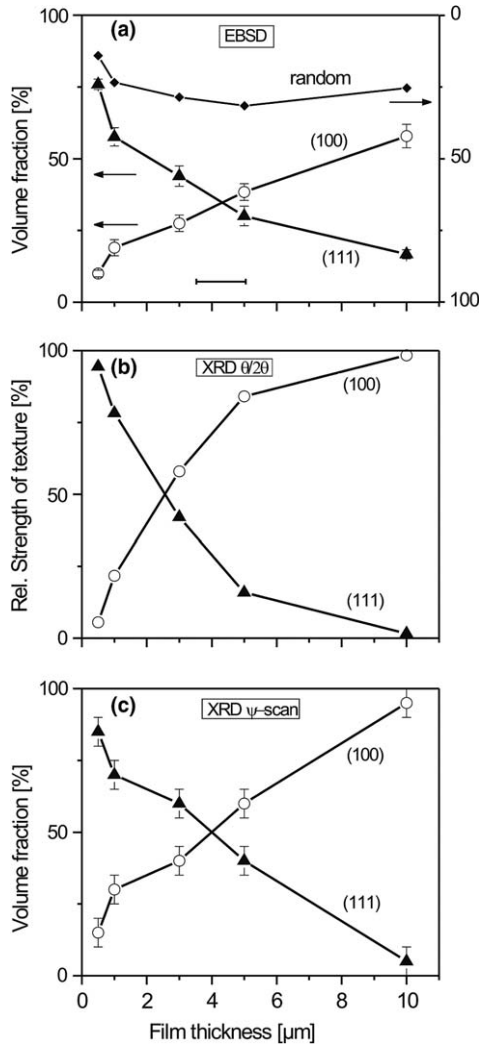 100
0
(a)
EBSD
random
(100)
50
50
(111)
0
100
Volume fraction [%]
100
(b)
XRD θ/2θ
(100)
50
(111)
0
Rel. Strength of texture [%]
100
(c)
XRD ψ–scan
(100)
50
(111)
0
Volume fraction [%]
0 2 4 6 8 10
Film thickness [µm]